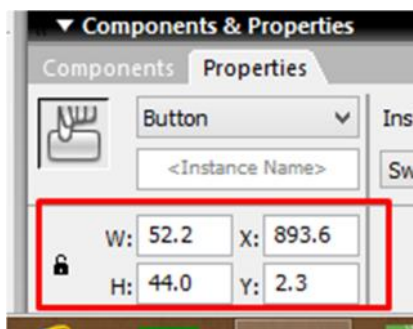 ▼ Components & Properties
Components Properties
Button Ins
<Instance Name> Sw
W: 52.2 X: 893.6
H: 44.0 Y: 2.3